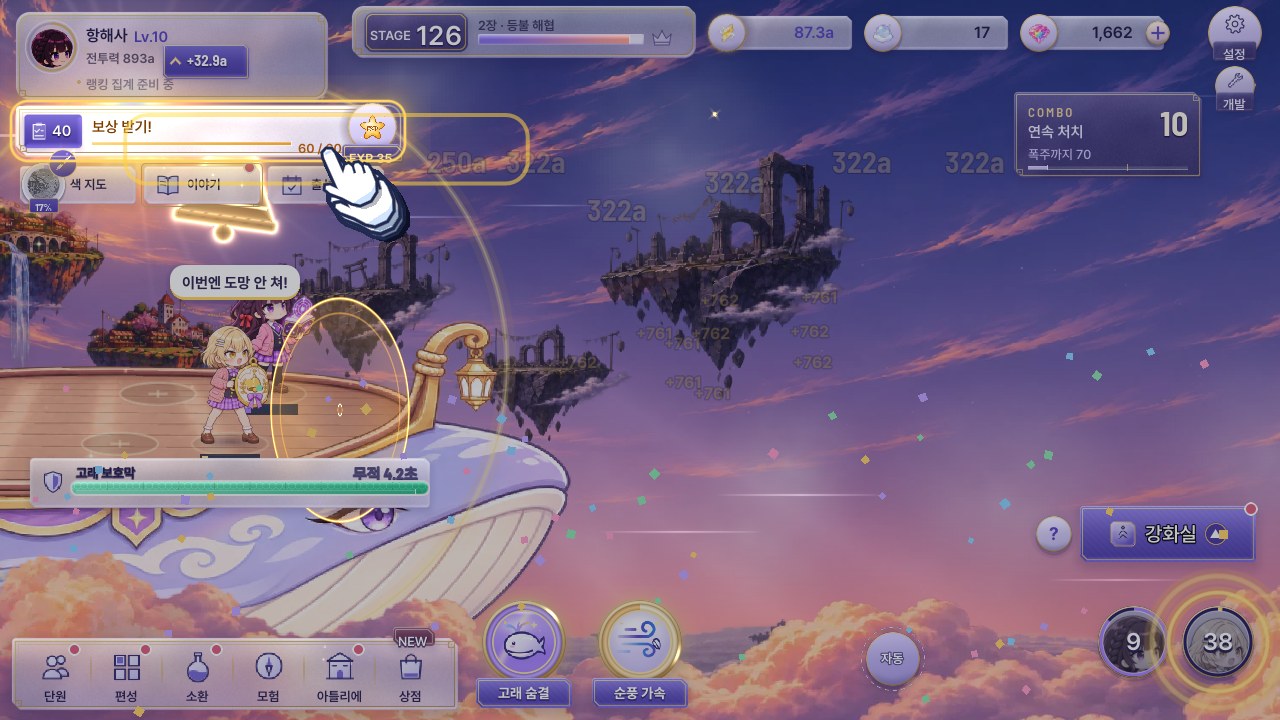 항해사 Lv.10
전투력 893a
+32.9a
* 랭킹 집계 준비 중
STAGE 126
2장 · 등불 해협
87.3a
17
1,662
설정
개발
40
보상 받기!
EXP 35
COMBO
연속 처치
10
폭주까지 70
색 지도
17%
이야기
250a
322a
322a
322a
322a
322a
이번엔 도망 안 쳐!
+762
+761
+761
+762
+761
+762
+762
+762
+761
+761
고래 보호막
무적 4.2초
?
강화실
단원
편성
소환
모험
아틀리에
NEW
상점
고래 숨결
순풍 가속
자동
9
38